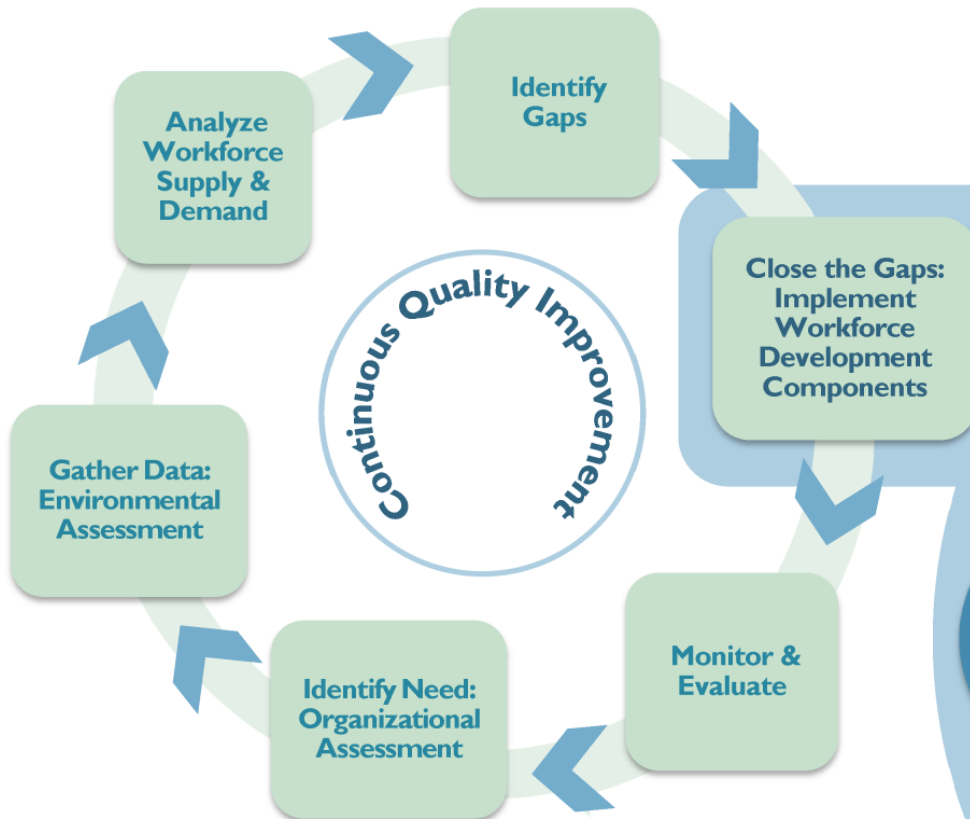 Identify
Gaps
Analyze
Workforce
Supply &
Demand
Close the Gaps:
Implement
Workforce
Development
Components
Continuous Quality Improvement
Gather Data:
Environmental
Assessment
Monitor &
Evaluate
Identify Need:
Organizational
Assessment